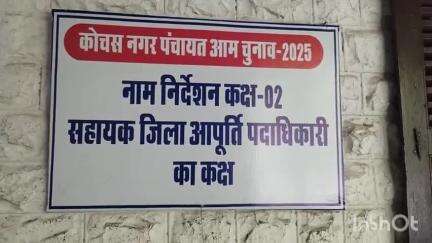 कोचस नगर पंचायत आम चुनाव-2025
नाम निर्देशन कक्ष-02
सहायक जिला आपूर्ति पदाधिकारी
का कक्ष
InShOt